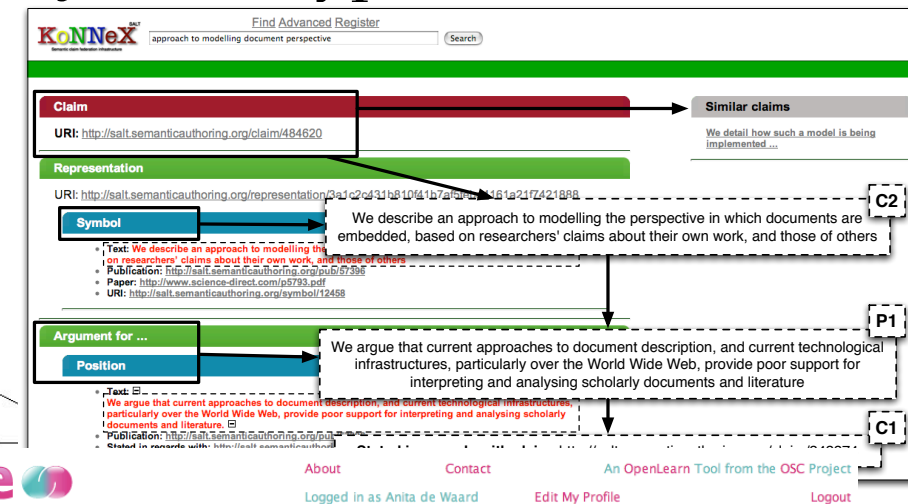 SALT
KoNNeX
Semantic claim federation infrastructure
Find Advanced Register
approach to modelling document perspective
Search
Claim
Similar claims
URI: http://salt.semanticauthoring.org/claim/484620
We detail how such a model is being
implemented ...
Representation
URI: http://salt.semanticauthoring.org/representation/
C2
Symbol
We describe an approach to modelling the perspective in which documents are
embedded, based on researchers' claims about their own work, and those of others
Text: We describe an approach to modelling the
on researchers' claims about their own work, and those of others
Publication: http://salt.semanticauthoring.org/pub/57396
Paper: http://www.science-direct.com/p5793.pdf
URI: http://salt.semanticauthoring.org/symbol/12458
P1
Argument for ...
We argue that current approaches to document description, and current technological
infrastructures, particularly over the World Wide Web, provide poor support for
interpreting and analysing scholarly documents and literature
Position
Text:
We argue that current approaches to document description, and current technological infrastructures,
particularly over the World Wide Web, provide poor support for interpreting and analysing scholarly
documents and literature.
Publication: http://salt.semanticauthoring.org/pu
C1
About Contact An OpenLearn Tool from the OSC Project
Logged in as Anita de Waard Edit My Profile Logout